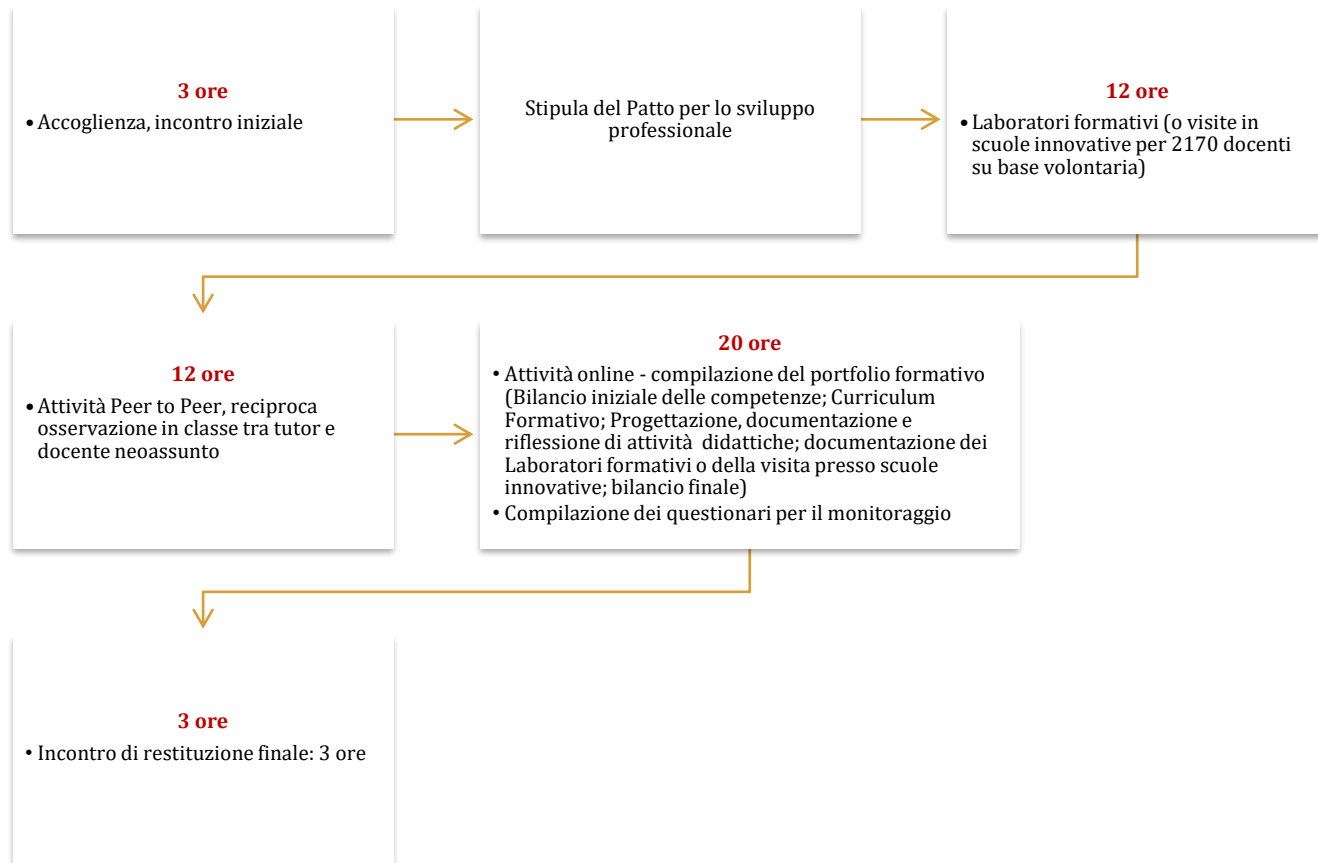 3 ore
• Accoglienza, incontro iniziale
Stipula del Patto per lo sviluppo
professionale
12 ore
• Laboratori formativi (o visite in
scuole innovative per 2170 docenti
su base volontaria)
12 ore
• Attività Peer to Peer, reciproca
osservazione in classe tra tutor e
docente neoassunto
20 ore
• Attività online - compilazione del portfolio formativo
(Bilancio iniziale delle competenze; Curriculum
Formativo; Progettazione, documentazione e
riflessione di attività didattiche; documentazione dei
Laboratori formativi o della visita presso scuole
innovative; bilancio finale)
• Compilazione dei questionari per il monitoraggio
3 ore
• Incontro di restituzione finale: 3 ore